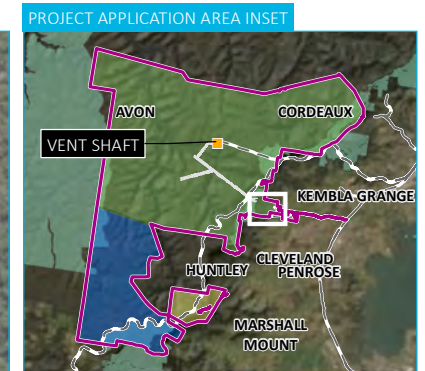 PROJECT APPLICATION AREA INSET
AVON
CORDEAUX
VENT SHAFT
KEMBLA GRANGE
CLEVELAND
HUNTLEY
PENROSE
MARSHALL
MOUNT